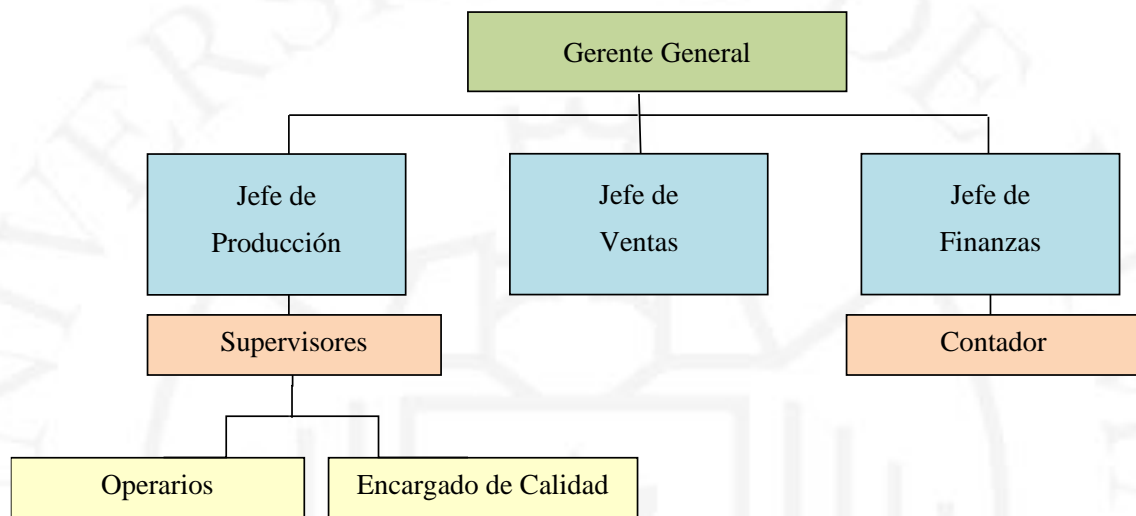 Gerente General
Jefe de
Producción
Jefe de
Ventas
Jefe de
Finanzas
Supervisores
Contador
Operarios
Encargado de Calidad